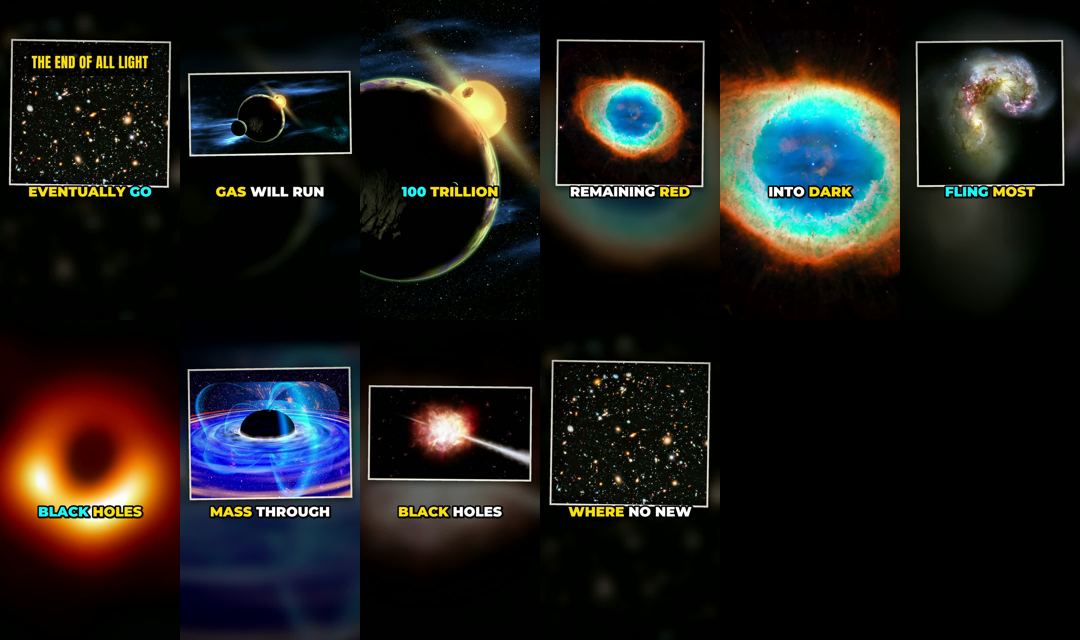 THE END OF ALL LIGHT
EVENTUALLY GO
GAS WILL RUN
100 TRILLION
REMAINING RED
INTO DARK
FLING MOST
BLACK HOLES
MASS THROUGH
BLACK HOLES
WHERE NO NEW